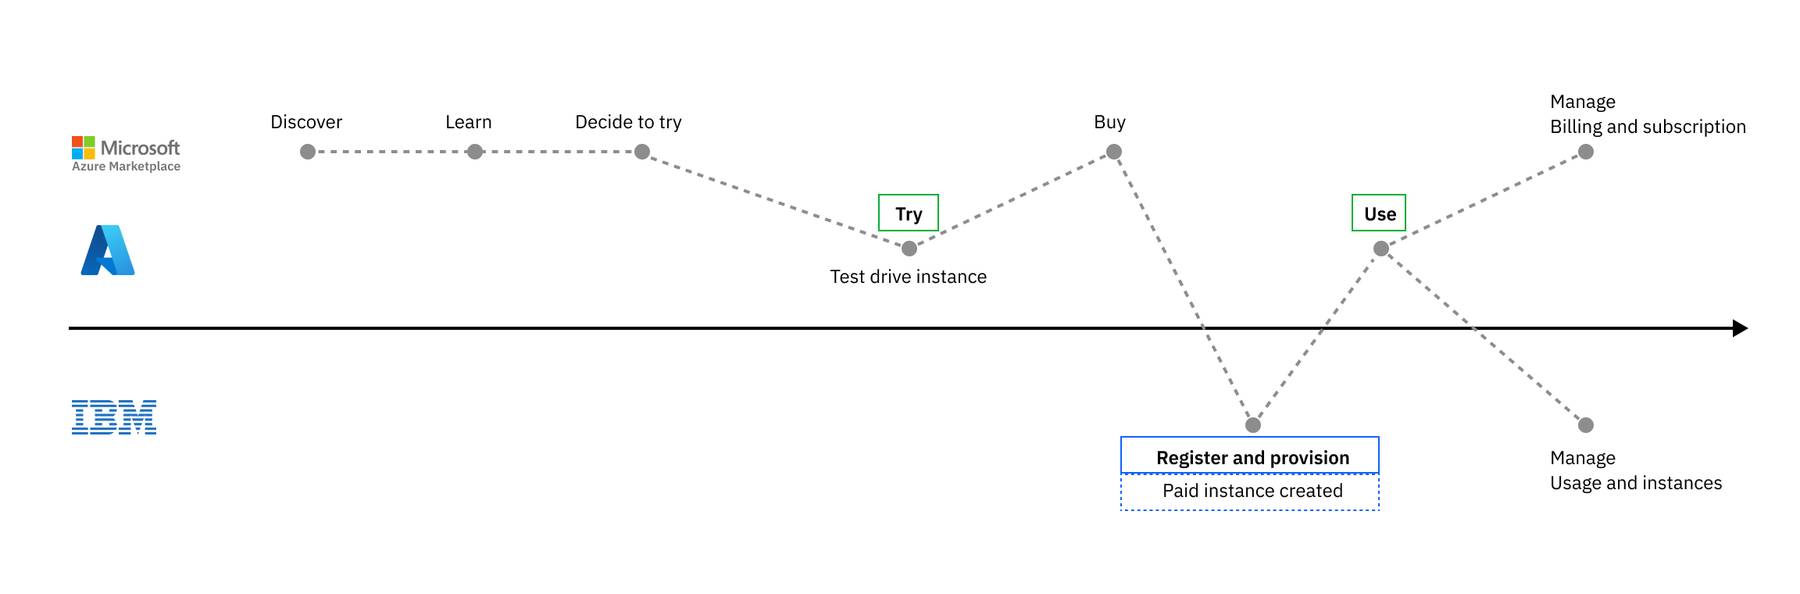 Manage
Billing and subscription
Discover
Learn
Decide to try
Buy
Microsoft
Azure Marketplace
Try
Use
Test drive instance
IBM
Register and provision
Manage
Paid instance created
Usage and instances